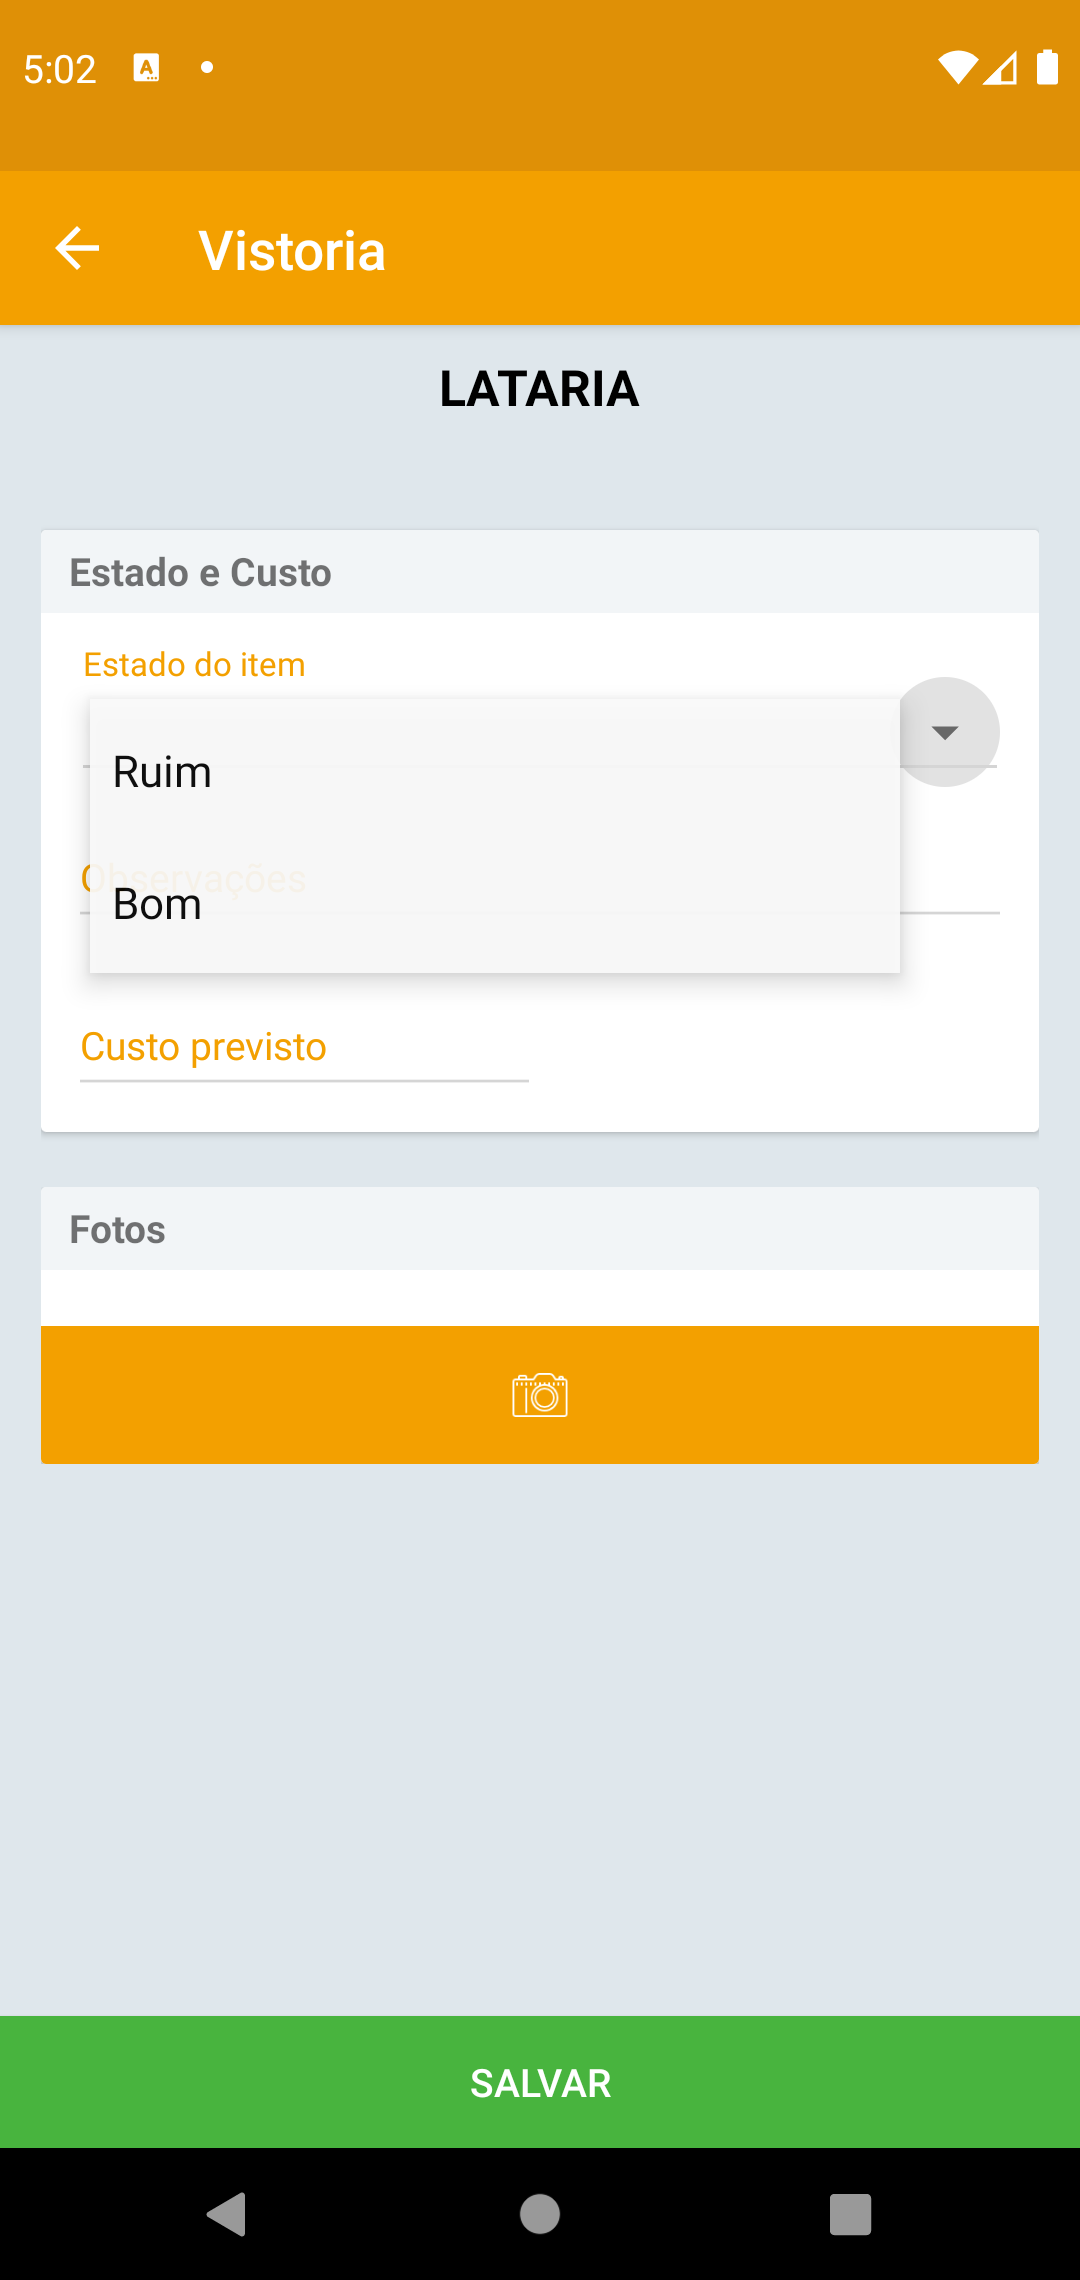 5:02
Vistoria
LATARIA
Estado e Custo
Estado do item
Ruim
Observações
Bom
Custo previsto
Fotos
SALVAR